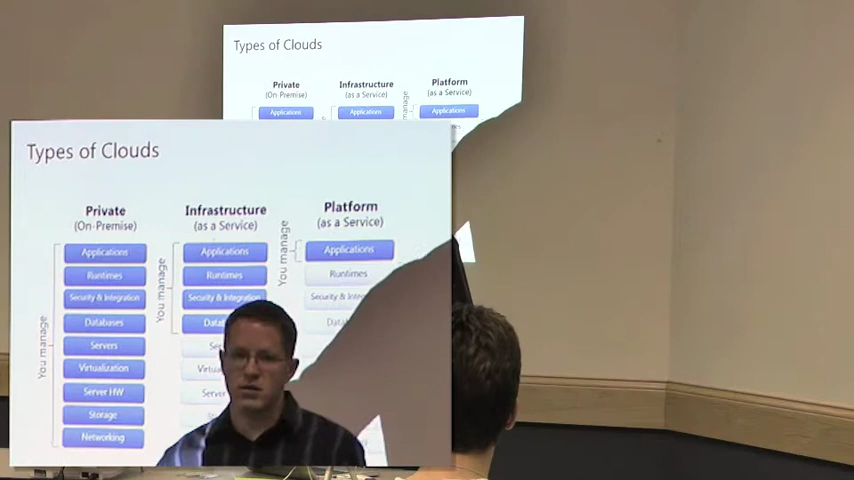 Types of Clouds
Private
(On-Premise)
Infrastructure
(as a Service)
Platform
(as a Service)
manage
Applications
Applications
Applications
Types of Clouds
Private
(On-Premise)
Infrastructure
(as a Service)
Platform
(as a Service)
You manage
Applications
Runtimes
Security & Integration
Databases
Servers
Virtualization
Server HW
Storage
Networking
You manage
Applications
Runtimes
Security & Integration
You manage
Applications
Runtimes